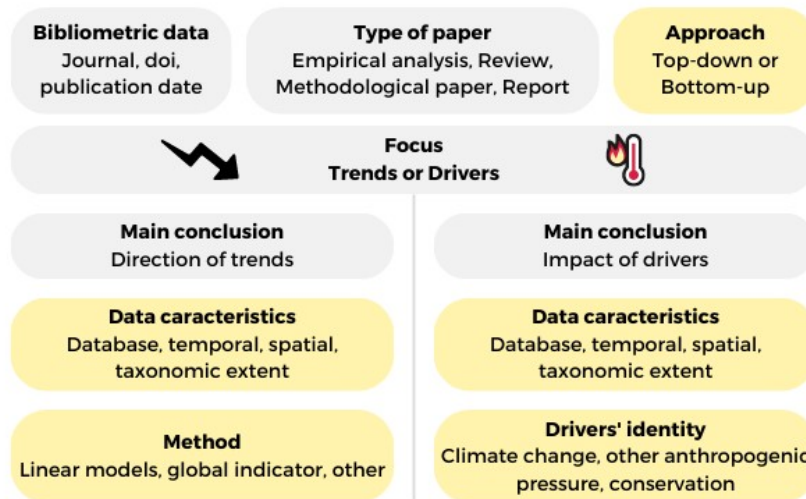 Bibliometric data
Journal, doi,
publication date
Type of paper
Empirical analysis, Review,
Methodological paper, Report
Approach
Top-down or
Bottom-up
Focus
Trends or Drivers
Main conclusion
Direction of trends
Data caracteristics
Database, temporal, spatial,
taxonomic extent
Method
Linear models, global indicator, other
Main conclusion
Impact of drivers
Data caracteristics
Database, temporal, spatial,
taxonomic extent
Drivers' identity
Climate change, other anthropogenic
pressure, conservation